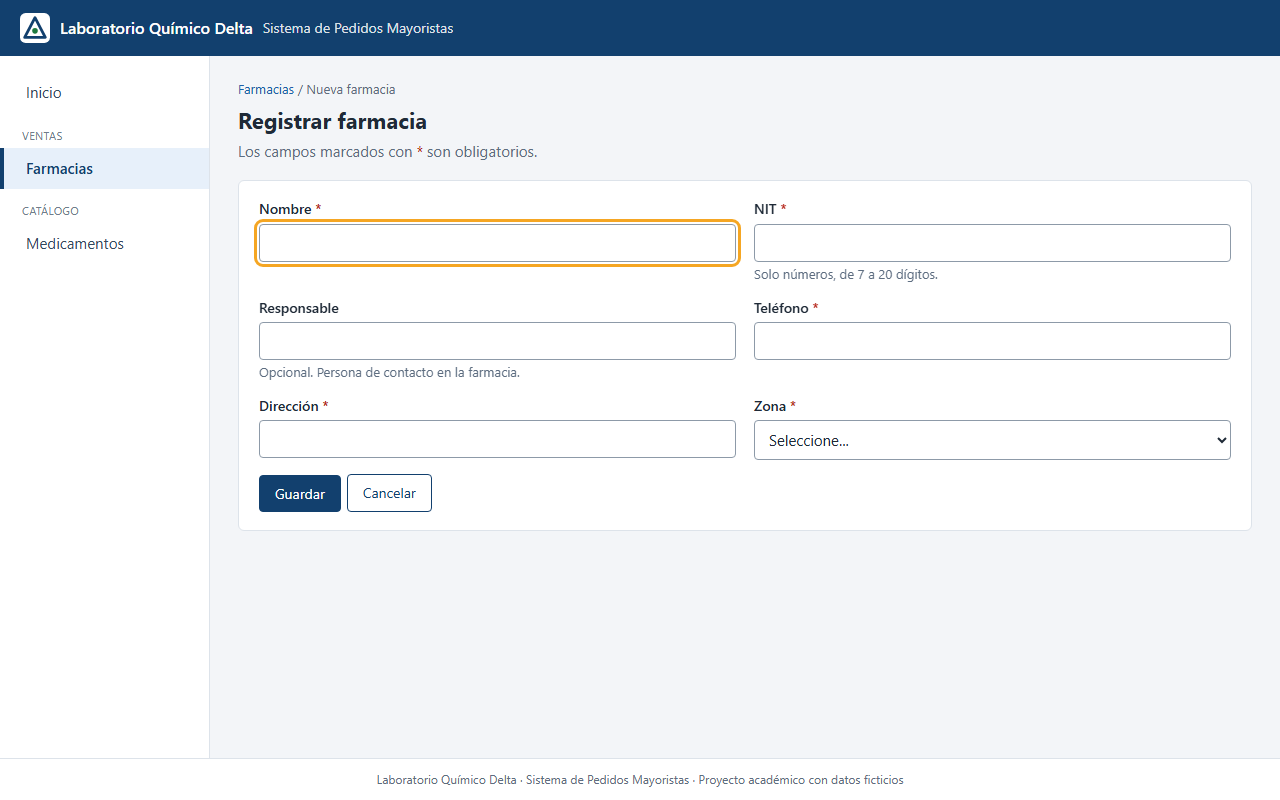 Laboratorio Químico Delta Sistema de Pedidos Mayoristas
Inicio
VENTAS
Farmacias
CATÁLOGO
Medicamentos
Farmacias / Nueva farmacia
Registrar farmacia
Los campos marcados con * son obligatorios.
Nombre *
NIT *
Solo números, de 7 a 20 dígitos.
Responsable
Teléfono *
Opcional. Persona de contacto en la farmacia.
Dirección *
Zona *
Seleccione...
Guardar
Cancelar
Laboratorio Químico Delta · Sistema de Pedidos Mayoristas · Proyecto académico con datos ficticios